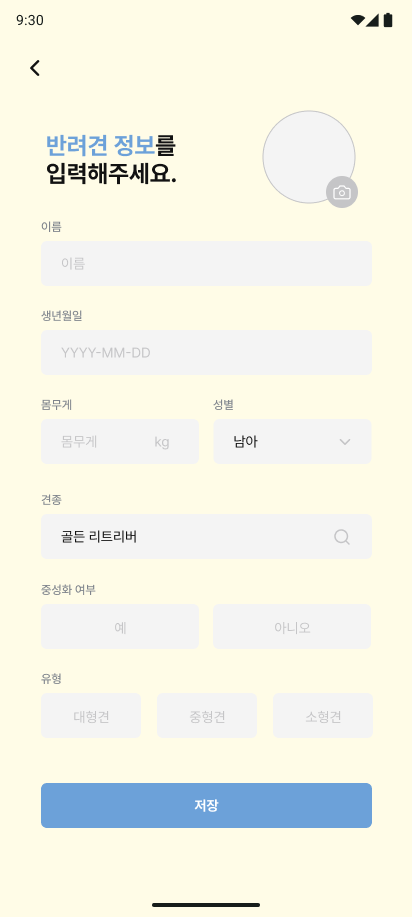 9:30
반려견 정보를
입력해주세요.
이름
이름
생년월일
YYYY-MM-DD
몸무게 성별
몸무게 kg 남아
견종
골든 리트리버
중성화 여부
예 아니오
유형
대형견 중형견 소형견
저장